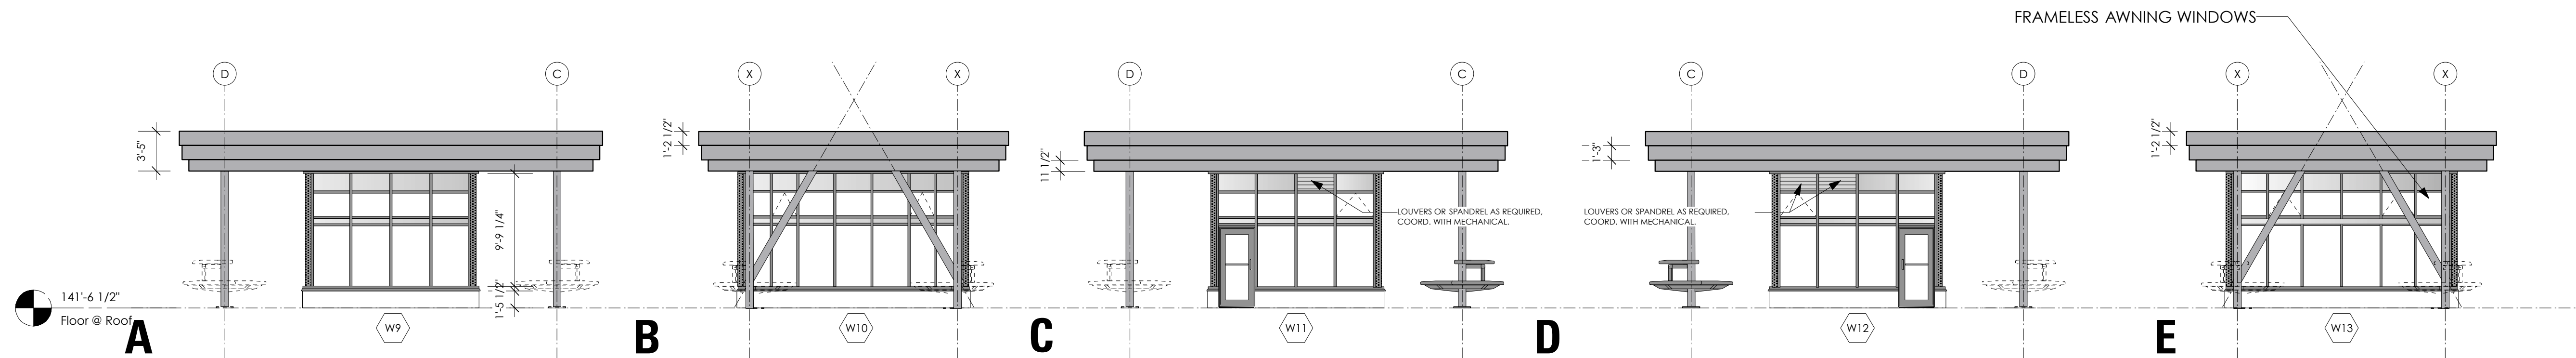 FRAMELESS AWNING WINDOWS
D
C
X
X
D
C
C
D
X
X
3'-5"
1'-2 1/2"
11 1/2"
1'-3"
1'-2 1/2"
9'-9 1/4"
1'-5 1/2"
LOUVERS OR SPANDREL AS REQUIRED,
COORD. WITH MECHANICAL.
LOUVERS OR SPANDREL AS REQUIRED,
COORD. WITH MECHANICAL.
141'-6 1/2"
Floor @ Roof
A
W9
B
W10
C
W11
D
W12
E
W13